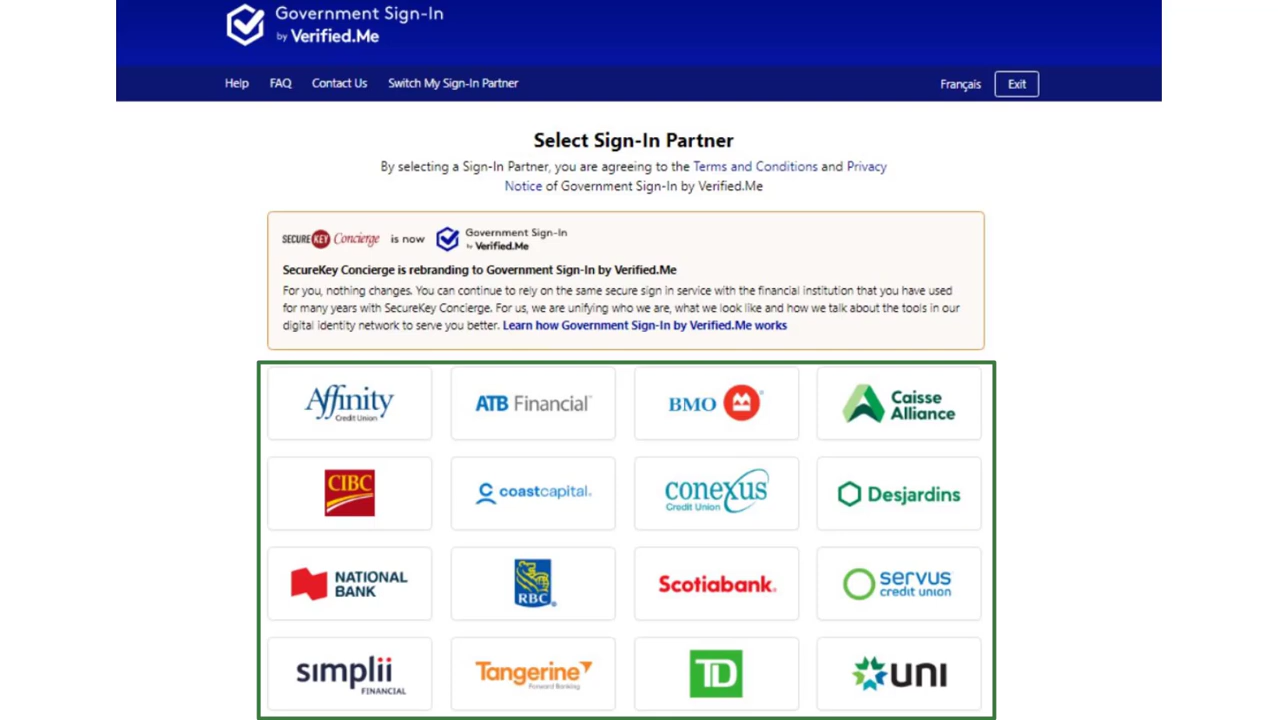 Government Sign-In
by Verified.Me
Help FAQ Contact Us Switch My Sign-In Partner Français Exit
Select Sign-In Partner
By selecting a Sign-In Partner, you are agreeing to the Terms and Conditions and Privacy
Notice of Government Sign-In by Verified.Me
SECUREKEY Concierge is now Government Sign-In
by Verified.Me
SecureKey Concierge is rebranding to Government Sign-In by Verified.Me
For you, nothing changes. You can continue to rely on the same secure sign in service with the financial institution that you have used
for many years with SecureKey Concierge. For us, we are unifying who we are, what we look like and how we talk about the tools in our
digital identity network to serve you better. Learn how Government Sign-In by Verified.Me works
Affinity
Credit Union
ATB Financial
BMO
Caisse
Alliance
CIBC
coastcapital
conexus
Credit Union
Desjardins
NATIONAL
BANK
RBC
Scotiabank
servus
credit union
simplii
FINANCIAL
Tangerine
Forward Banking
TD
UNI